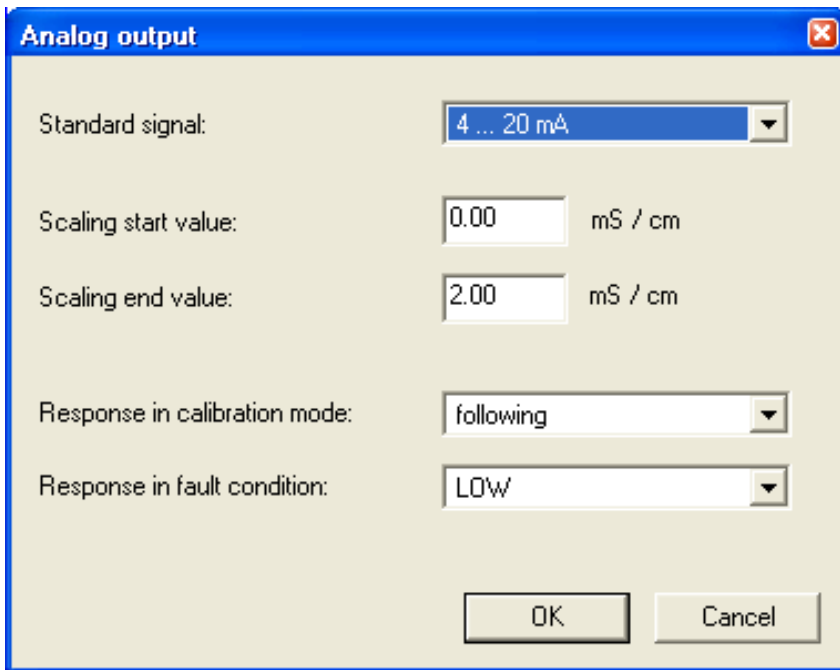 Analog output
Standard signal: 4 ... 20 mA
Scaling start value: 0.00 mS / cm
Scaling end value: 2.00 mS / cm
Response in calibration mode: following
Response in fault condition: LOW
OK Cancel